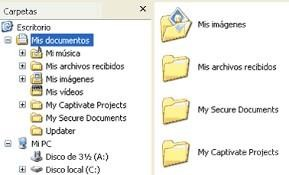 Carpetas
Escritorio
Mis documentos
Mi música
Mis archivos recibidos
Mis imágenes
Mis vídeos
My Captivate Projects
My Secure Documents
Updater
Mi PC
Disco de 3½ (A:)
Disco local (C:)
Mis imágenes
Mis archivos recibidos
My Secure Documents
My Captivate Projects